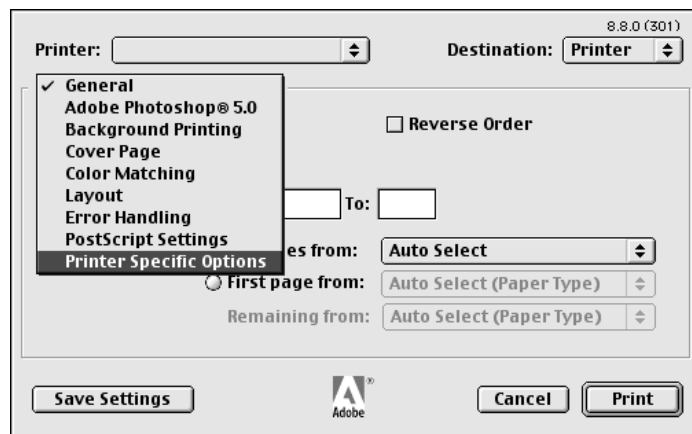 8.8.0 (301)
Printer: Destination: Printer
✓ General
Adobe Photoshop® 5.0
Background Printing
Reverse Order
Cover Page
Color Matching
Layout
To:
Error Handling
PostScript Settings
es from: Auto Select
Printer Specific Options
First page from: Auto Select (Paper Type)
Remaining from: Auto Select (Paper Type)
Save Settings
Adobe®
Cancel
Print